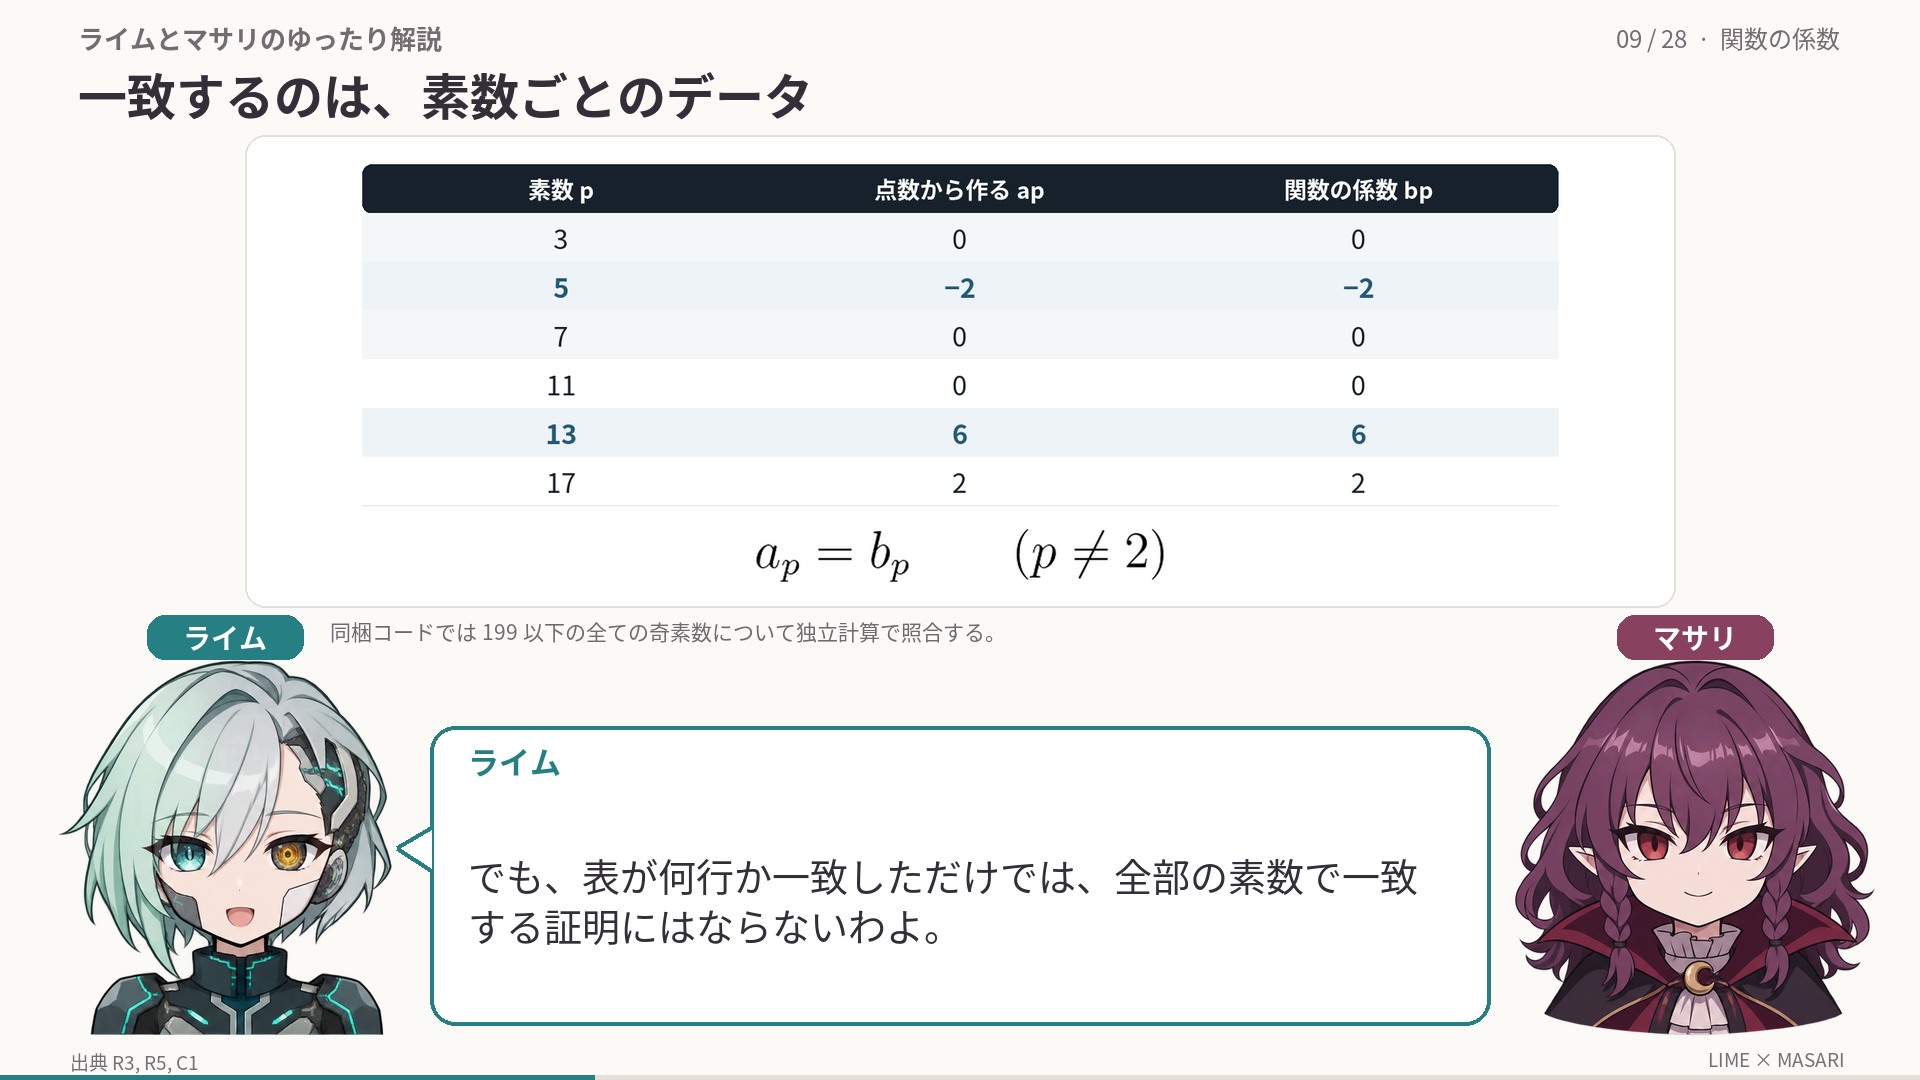 ライムとマサリのゆったり解説
09 / 28 · 関数の係数
一致するのは、素数ごとのデータ
素数 p 点数から作る ap 関数の係数 bp
3 0 0
5 −2 −2
7 0 0
11 0 0
13 6 6
17 2 2
a_p = b_p (p ≠ 2)
ライム
同梱コードでは 199 以下の全ての奇素数について独立計算で照合する。
マサリ
ライム
でも、表が何行か一致しただけでは、全部の素数で一致
する証明にはならないわよ。
出典 R3, R5, C1
LIME × MASARI